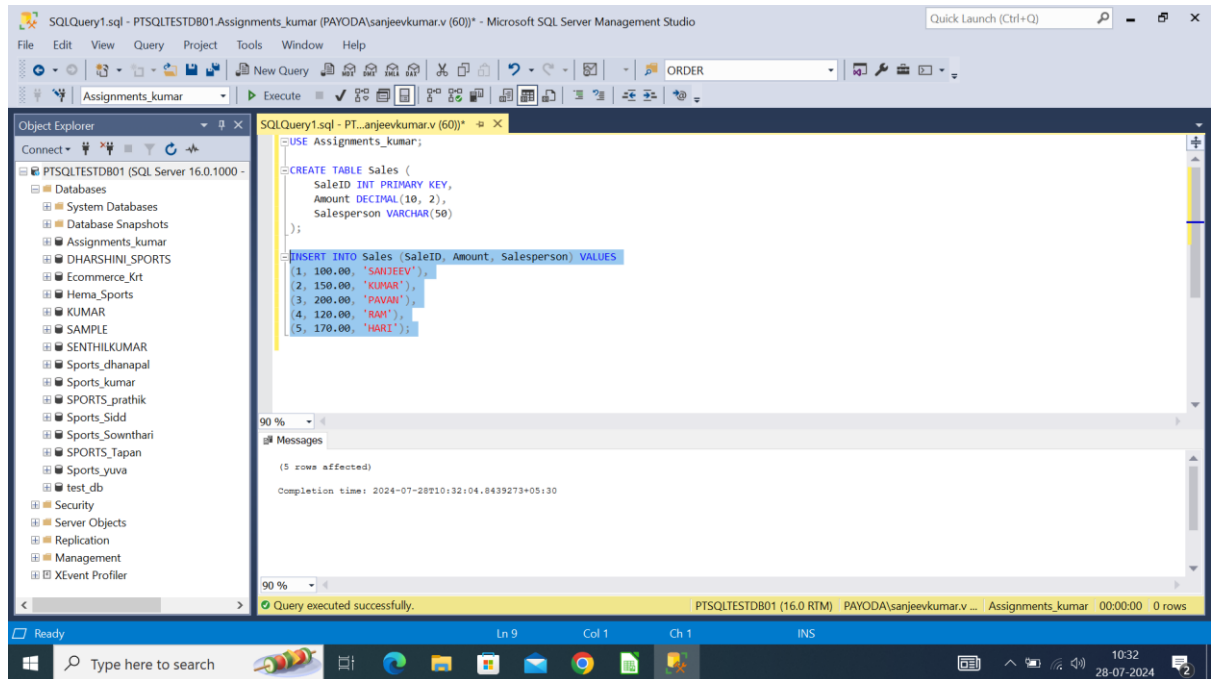 SQLQuery1.sql - PTSQLTESTDB01.Assignments_kumar (PAYODA\sanjeevkumar.v (60))* - Microsoft SQL Server Management Studio
Quick Launch (Ctrl+Q)
File Edit View Query Project Tools Window Help
New Query MDX DMX XMLA DAX ORDER
Assignments_kumar Execute
Object Explorer
Connect
PTSQLTESTDB01 (SQL Server 16.0.1000 -
Databases
System Databases
Database Snapshots
Assignments_kumar
DHARSHINI_SPORTS
Ecommerce_Krt
Hema_Sports
KUMAR
SAMPLE
SENTHILKUMAR
Sports_dhanapal
Sports_kumar
SPORTS_prathik
Sports_Sidd
Sports_Sownthari
SPORTS_Tapan
Sports_yuva
test_db
Security
Server Objects
Replication
Management
XEvent Profiler
SQLQuery1.sql - PT...anjeevkumar.v (60))*
USE Assignments_kumar;
CREATE TABLE Sales (
SaleID INT PRIMARY KEY,
Amount DECIMAL(10, 2),
Salesperson VARCHAR(50)
);
INSERT INTO Sales (SaleID, Amount, Salesperson) VALUES
(1, 100.00, 'SANJEEV'),
(2, 150.00, 'KUMAR'),
(3, 200.00, 'PAVAN'),
(4, 120.00, 'RAM'),
(5, 170.00, 'HARI');
90 %
Messages
(5 rows affected)
Completion time: 2024-07-28T10:32:04.8439273+05:30
90 %
Query executed successfully. PTSQLTESTDB01 (16.0 RTM) PAYODA\sanjeevkumar.v ... Assignments_kumar 00:00:00 0 rows
Ready Ln 9 Col 1 Ch 1 INS
Type here to search
10:32
28-07-2024
2